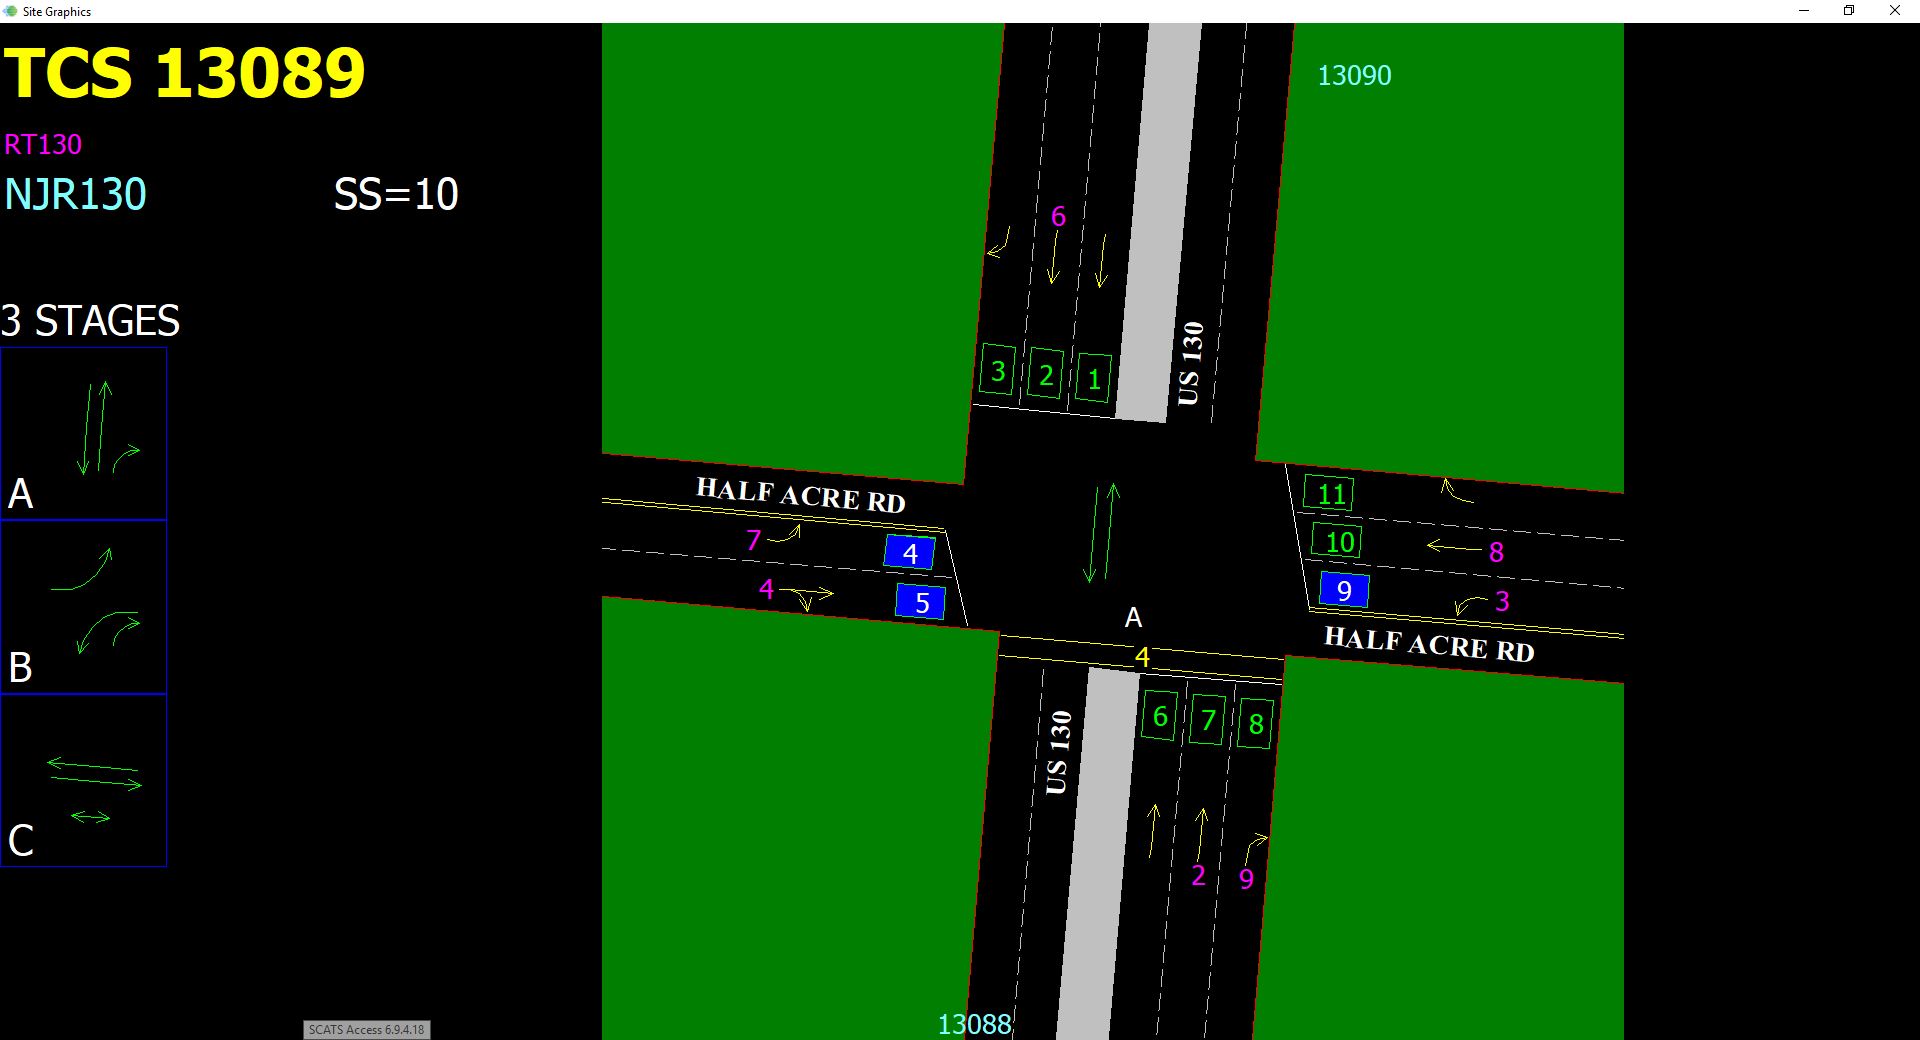 Site Graphics
TCS 13089
RT130
NJR130
SS=10
3 STAGES
A
B
C
13090
6
3
2
1
US 130
HALF ACRE RD
7
4
4
5
11
10
8
9
3
HALF ACRE RD
A
4
6
7
8
US 130
2
9
13088
SCATS Access 6.9.4.18